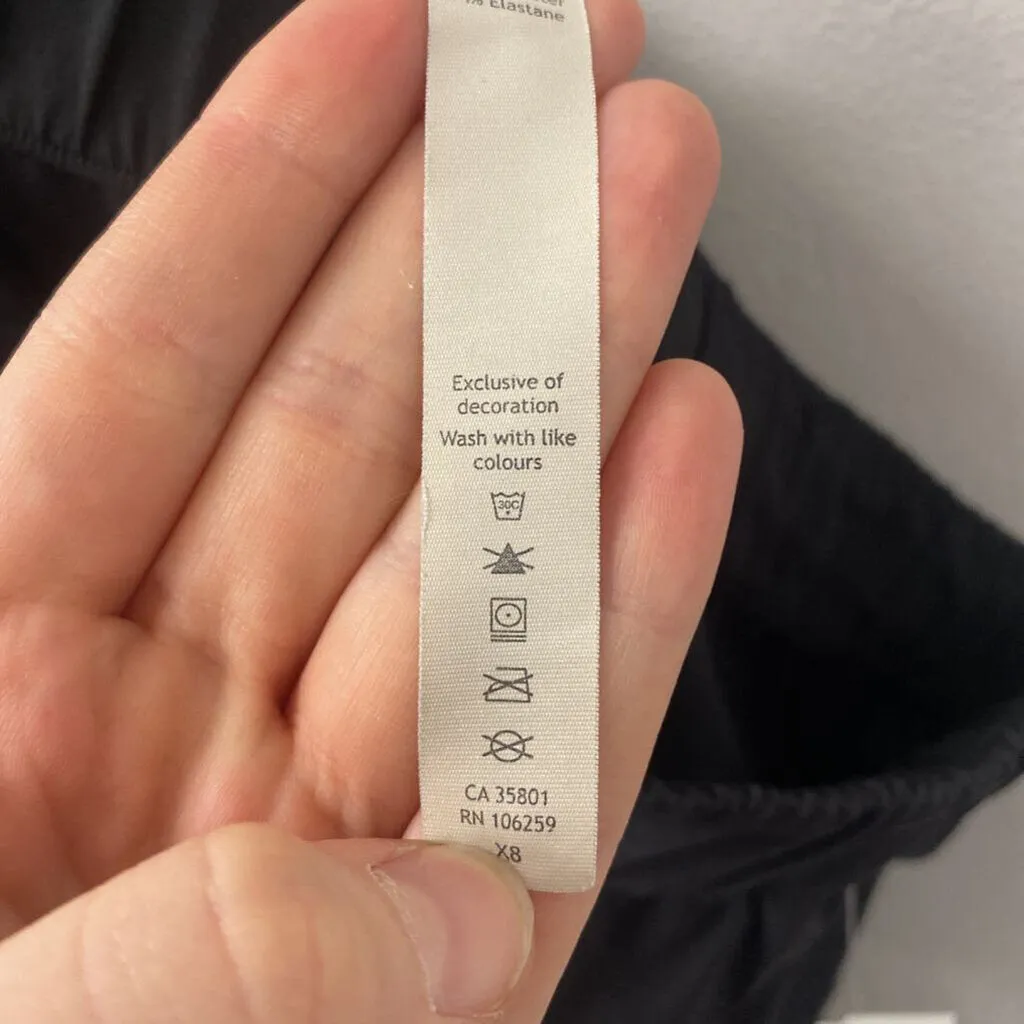 % Elastane
Exclusive of
decoration
Wash with like
colours
30C
CA 35801
RN 106259
X8